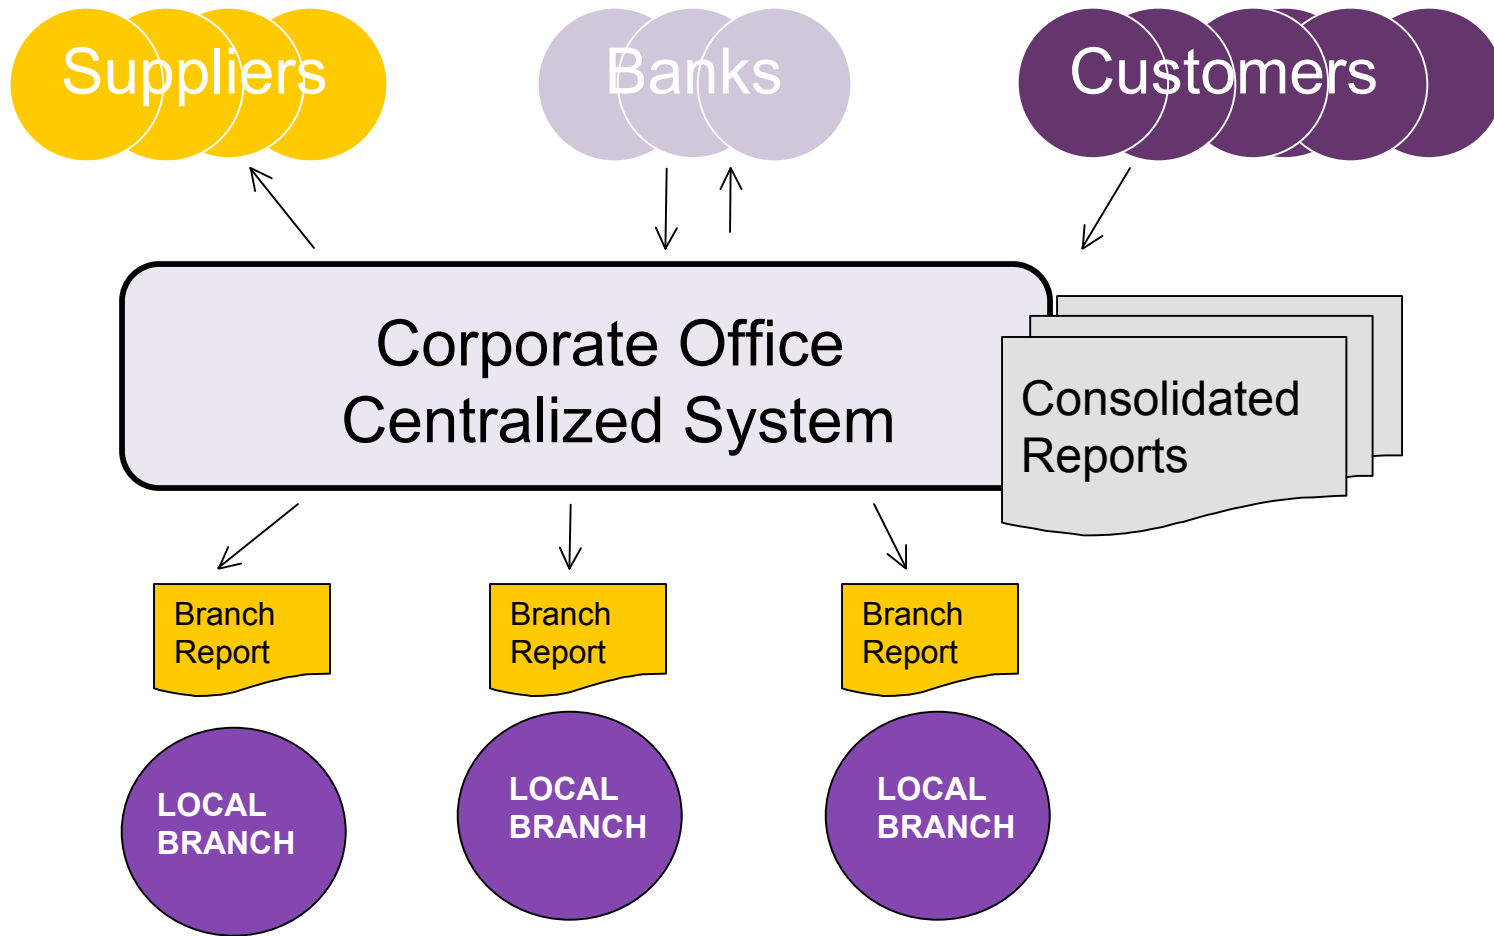 Suppliers
Banks
Customers
Corporate Office
Centralized System
Consolidated
Reports
Branch
Report
Branch
Report
Branch
Report
LOCAL
BRANCH
LOCAL
BRANCH
LOCAL
BRANCH